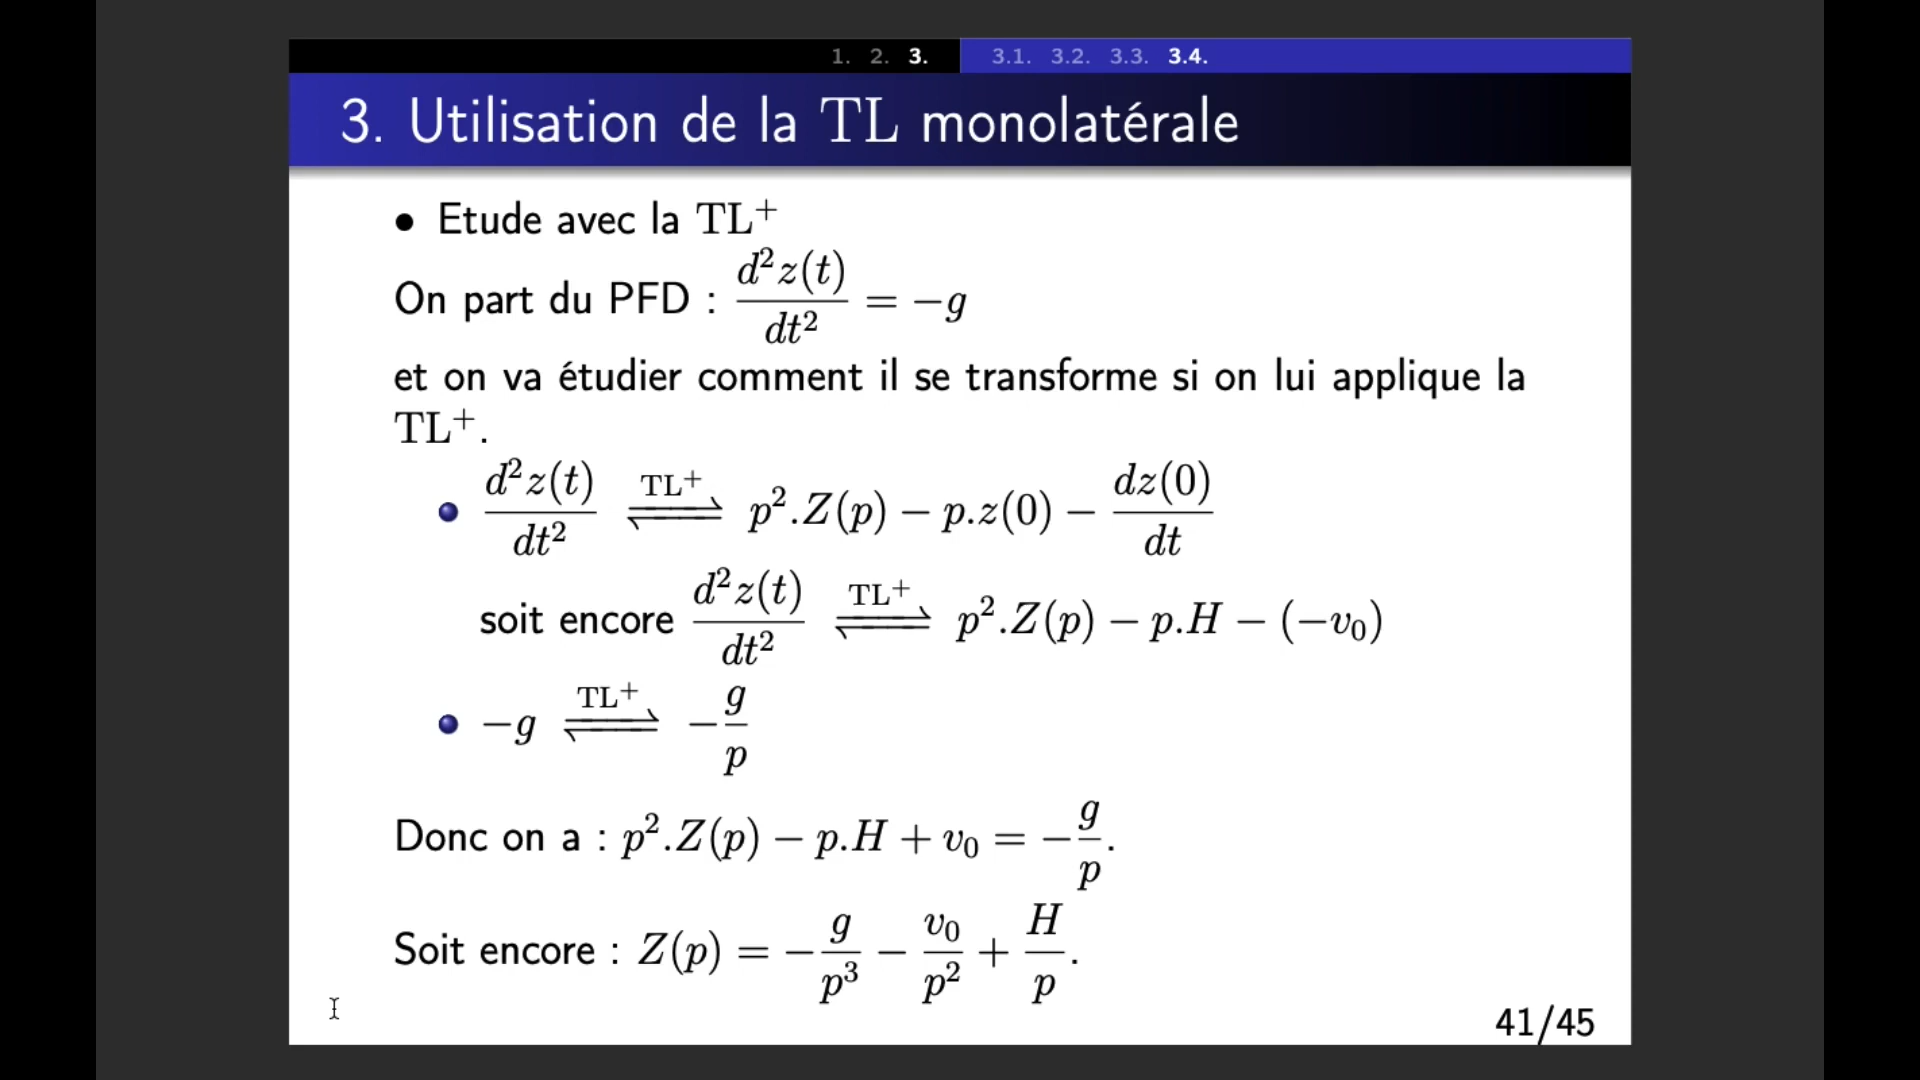 1. 2. 3. 3.1. 3.2. 3.3. 3.4.
3. Utilisation de la TL monolatérale
• Etude avec la TL⁺
On part du PFD : d²z(t)/dt² = −g
et on va étudier comment il se transforme si on lui applique la
TL⁺.
• d²z(t)/dt² ⇌ (TL⁺) p².Z(p) − p.z(0) − dz(0)/dt
soit encore d²z(t)/dt² ⇌ (TL⁺) p².Z(p) − p.H − (−v₀)
• −g ⇌ (TL⁺) −g/p
Donc on a : p².Z(p) − p.H + v₀ = −g/p.
Soit encore : Z(p) = −g/p³ − v₀/p² + H/p.
41/45